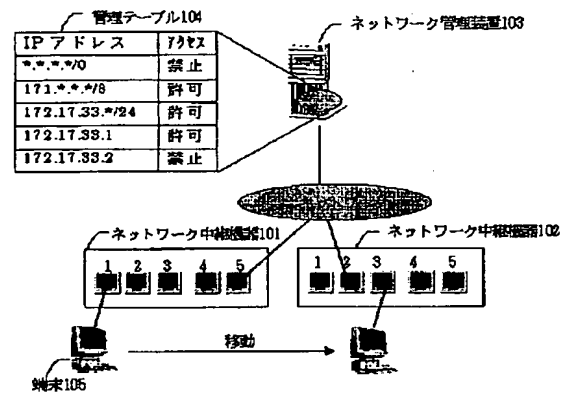 管理テーブル104
ネットワーク管理装置103
IPアドレス アクセス
*.*.*.*/0 禁止
171.*.*.*/8 許可
172.17.33.*/24 許可
172.17.33.1 許可
172.17.33.2 禁止
ネットワーク中継機器101
ネットワーク中継機器102
1 2 3 4 5
1 2 3 4 5
移動
端末105